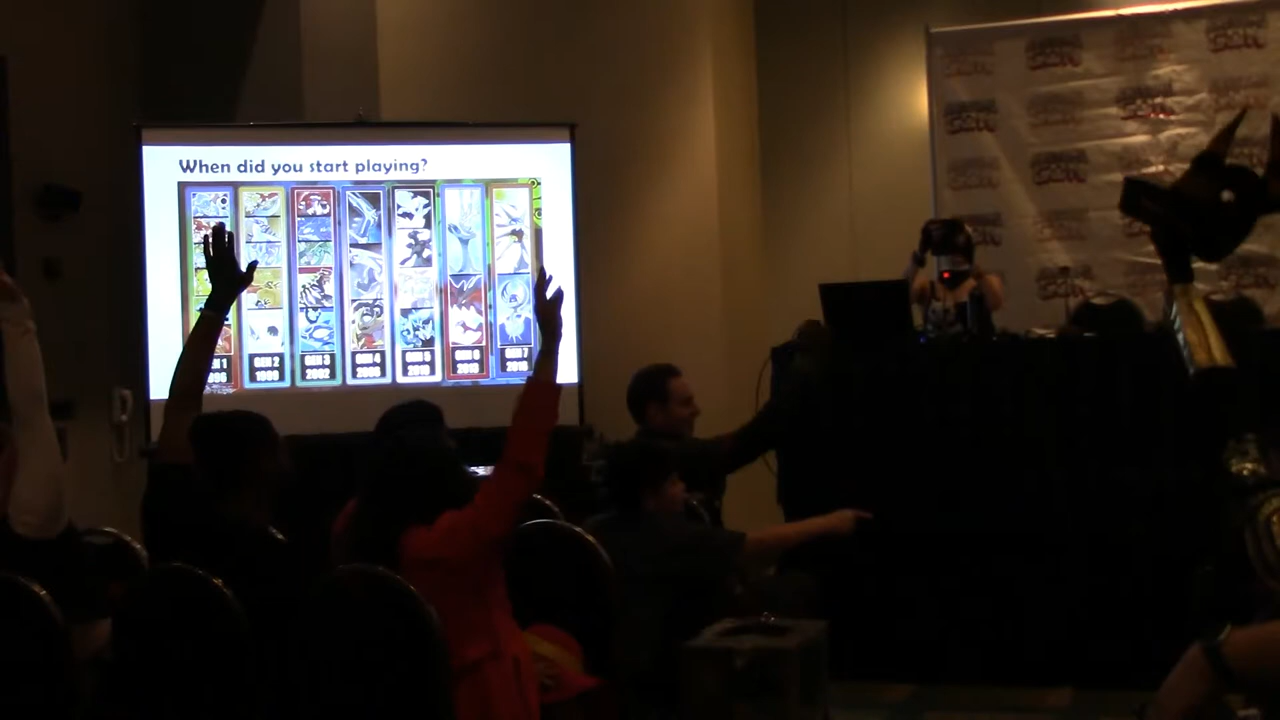 When did you start playing?
GEN 1 GEN 2 GEN 3 GEN 4 GEN 5 GEN 6 GEN 7
1999 2002 2006 2010 2013 2016